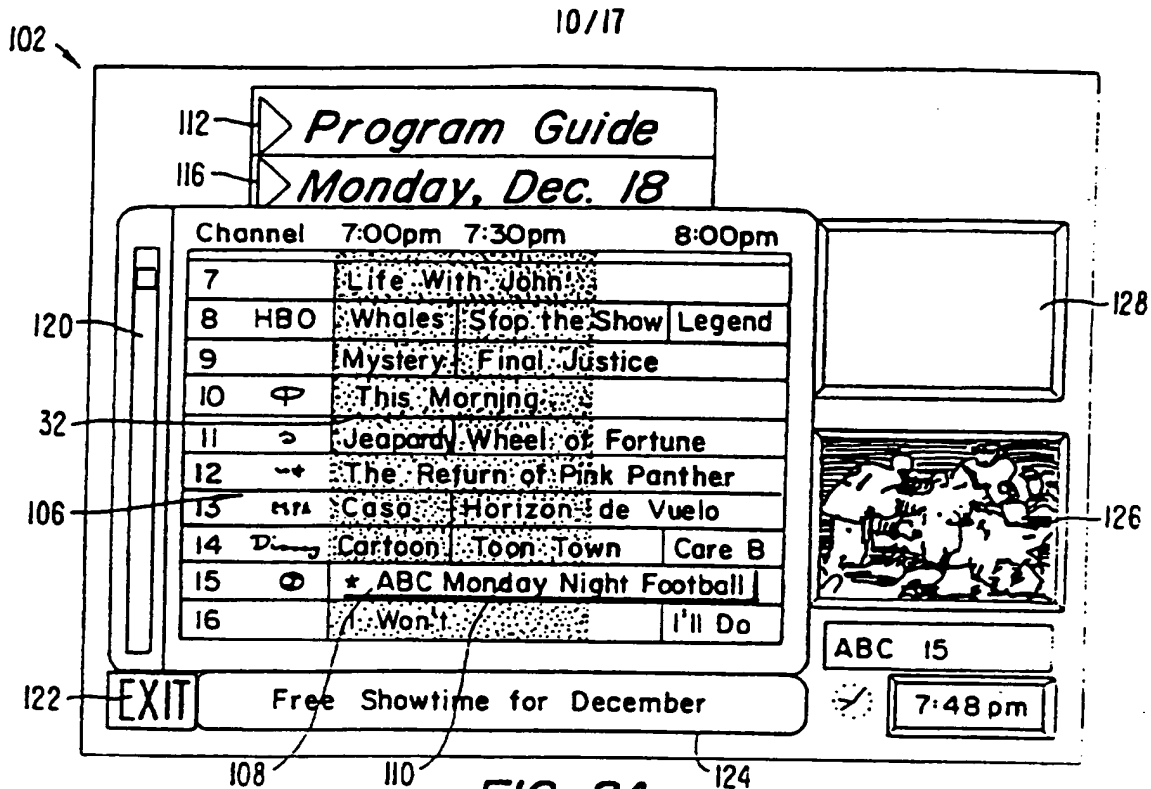 10/17
102
112 Program Guide
116 Monday, Dec. 18
Channel 7:00pm 7:30pm 8:00pm
7 Life With John
120 8 HBO Whales Stop the Show Legend 128
9 Mystery Final Justice
10 This Morning
32
11 Jeapardy Wheel of Fortune
12 The Return of Pink Panther
106
13 Casa Horizon de Vuelo 126
14 Disney Cartoon Toon Town Care B
15 * ABC Monday Night Football
16 I Won't I'll Do
ABC 15
122 EXIT Free Showtime for December 7:48 pm
108 110 124